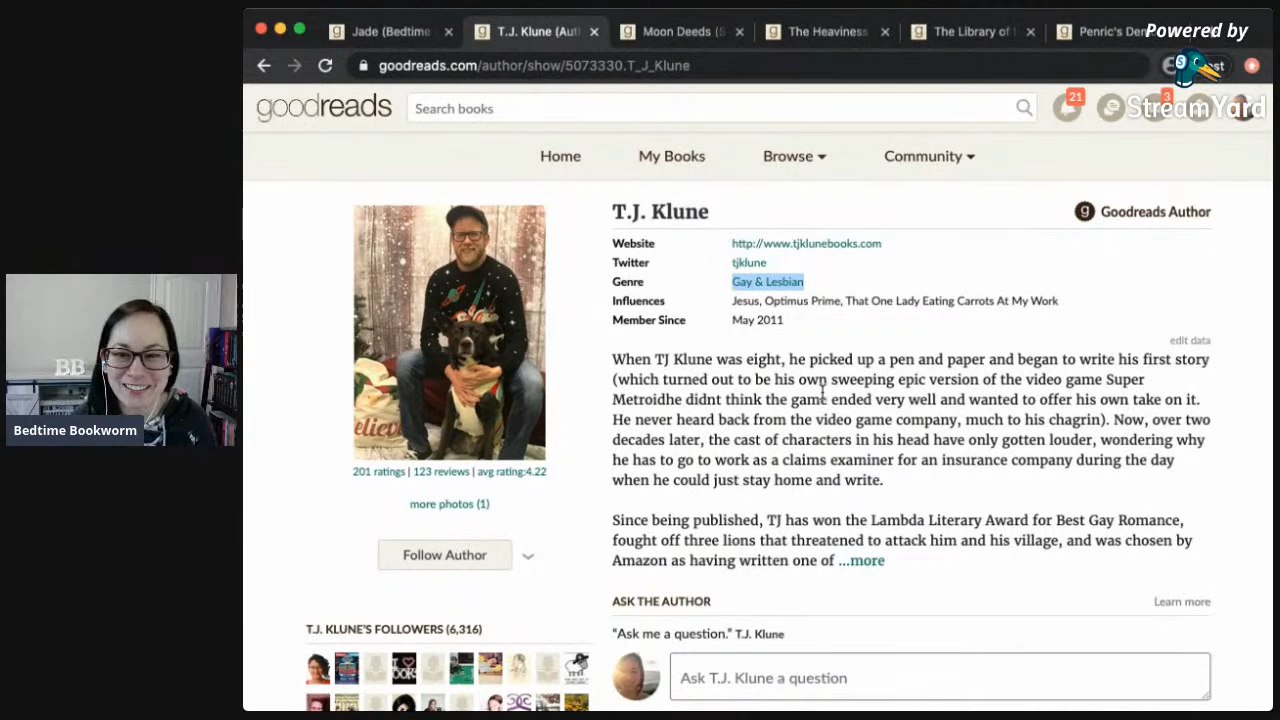 Jade (Bedtime
T.J. Klune (Aut
Moon Deeds (
The Heaviness
The Library of
Penric's Den
Powered by
StreamYard
goodreads.com/author/show/5073330.T_J_Klune
goodreads
Search books
21
3
Home
My Books
Browse
Community
T.J. Klune
Goodreads Author
Website
http://www.tjklunebooks.com
Twitter
tjklune
Genre
Gay & Lesbian
Influences
Jesus, Optimus Prime, That One Lady Eating Carrots At My Work
Member Since
May 2011
edit data
When TJ Klune was eight, he picked up a pen and paper and began to write his first story
(which turned out to be his own sweeping epic version of the video game Super
Metroidhe didnt think the game ended very well and wanted to offer his own take on it.
He never heard back from the video game company, much to his chagrin). Now, over two
decades later, the cast of characters in his head have only gotten louder, wondering why
he has to go to work as a claims examiner for an insurance company during the day
when he could just stay home and write.
Since being published, TJ has won the Lambda Literary Award for Best Gay Romance,
fought off three lions that threatened to attack him and his village, and was chosen by
Amazon as having written one of ...more
201 ratings | 123 reviews | avg rating:4.22
more photos (1)
Follow Author
ASK THE AUTHOR
Learn more
"Ask me a question." T.J. Klune
Ask T.J. Klune a question
T.J. KLUNE'S FOLLOWERS (6,316)
BB
Bedtime Bookworm